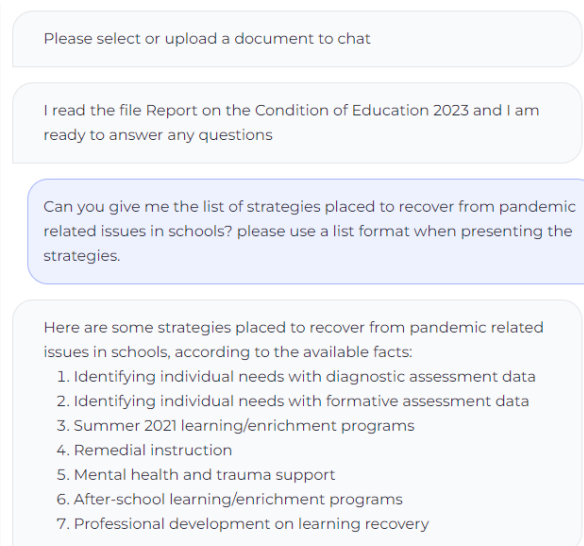 Please select or upload a document to chat
I read the file Report on the Condition of Education 2023 and I am
ready to answer any questions
Can you give me the list of strategies placed to recover from pandemic
related issues in schools? please use a list format when presenting the
strategies.
Here are some strategies placed to recover from pandemic related
issues in schools, according to the available facts:
1. Identifying individual needs with diagnostic assessment data
2. Identifying individual needs with formative assessment data
3. Summer 2021 learning/enrichment programs
4. Remedial instruction
5. Mental health and trauma support
6. After-school learning/enrichment programs
7. Professional development on learning recovery